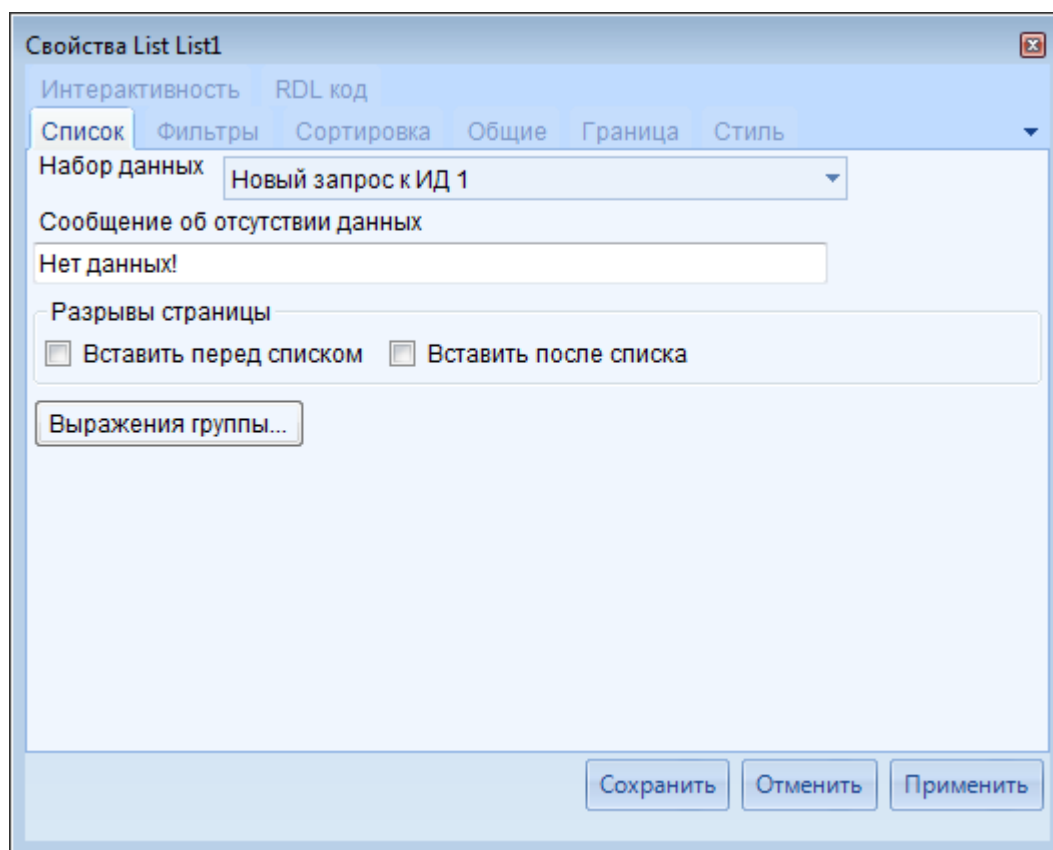 Свойства List List1
Интерактивность RDL код
Список Фильтры Сортировка Общие Граница Стиль
Набор данных Новый запрос к ИД 1
Сообщение об отсутствии данных
Нет данных!
Разрывы страницы
Вставить перед списком Вставить после списка
Выражения группы...
Сохранить Отменить Применить